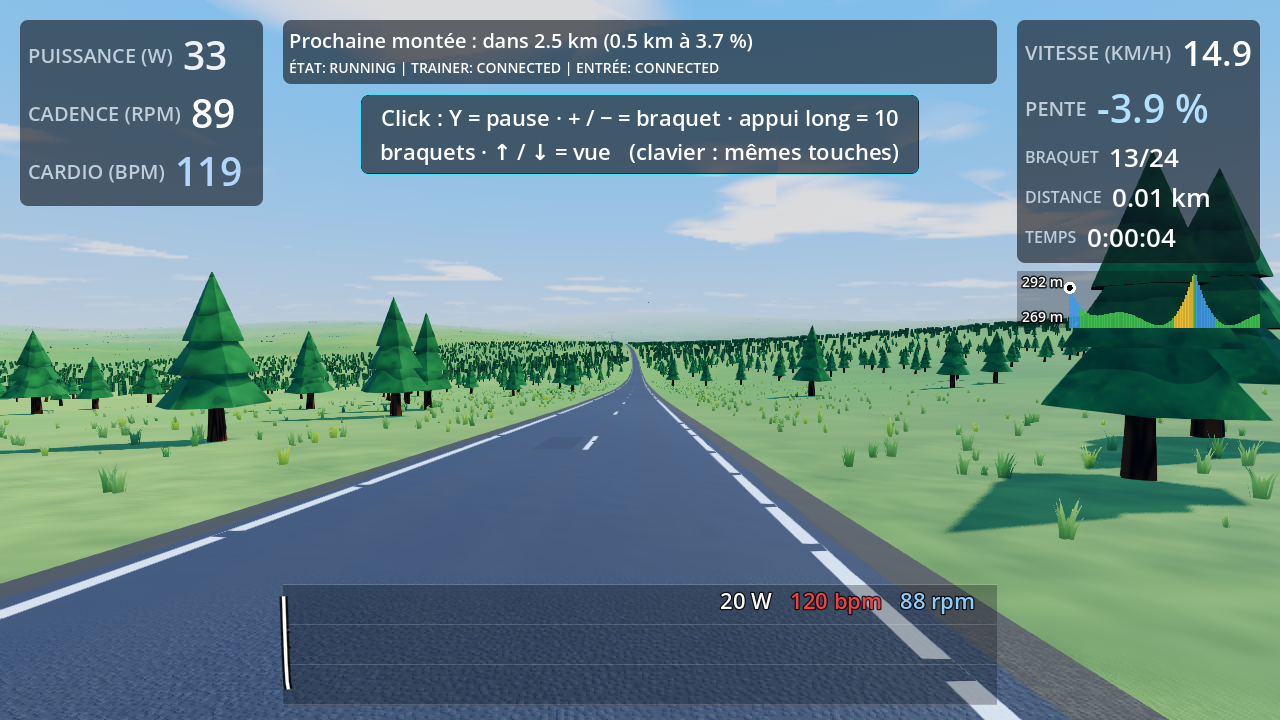 PUISSANCE (W) 33
CADENCE (RPM) 89
CARDIO (BPM) 119
Prochaine montée : dans 2.5 km (0.5 km à 3.7 %)
ÉTAT: RUNNING | TRAINER: CONNECTED | ENTRÉE: CONNECTED
Click : Y = pause · + / − = braquet · appui long = 10
braquets · ↑ / ↓ = vue (clavier : mêmes touches)
VITESSE (KM/H) 14.9
PENTE -3.9 %
BRAQUET 13/24
DISTANCE 0.01 km
TEMPS 0:00:04
292 m
269 m
20 W 120 bpm 88 rpm